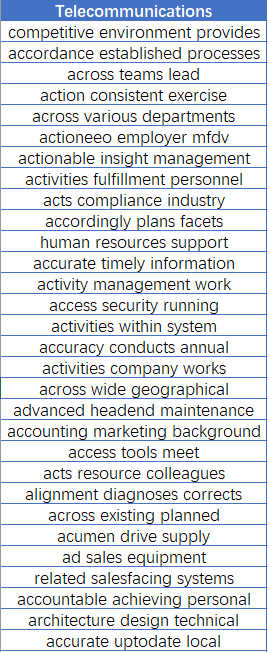 Telecommunications
competitive environment provides
accordance established processes
across teams lead
action consistent exercise
across various departments
actioneeo employer mfdv
actionable insight management
activities fulfillment personnel
acts compliance industry
accordingly plans facets
human resources support
accurate timely information
activity management work
access security running
activities within system
accuracy conducts annual
activities company works
across wide geographical
advanced headend maintenance
accounting marketing background
access tools meet
acts resource colleagues
alignment diagnoses corrects
across existing planned
acumen drive supply
ad sales equipment
related salesfacing systems
accountable achieving personal
architecture design technical
accurate uptodate local